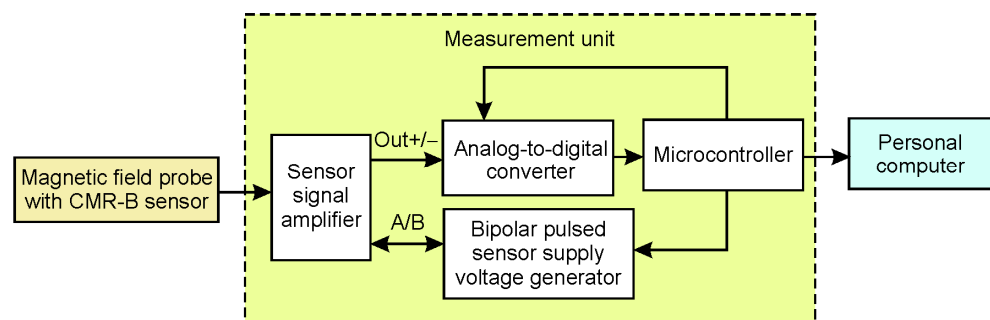 Measurement unit
Magnetic field probe
with CMR-B sensor
Sensor
signal
amplifier
Out+/−
A/B
Analog-to-digital
converter
Bipolar pulsed
sensor supply
voltage generator
Microcontroller
Personal
computer